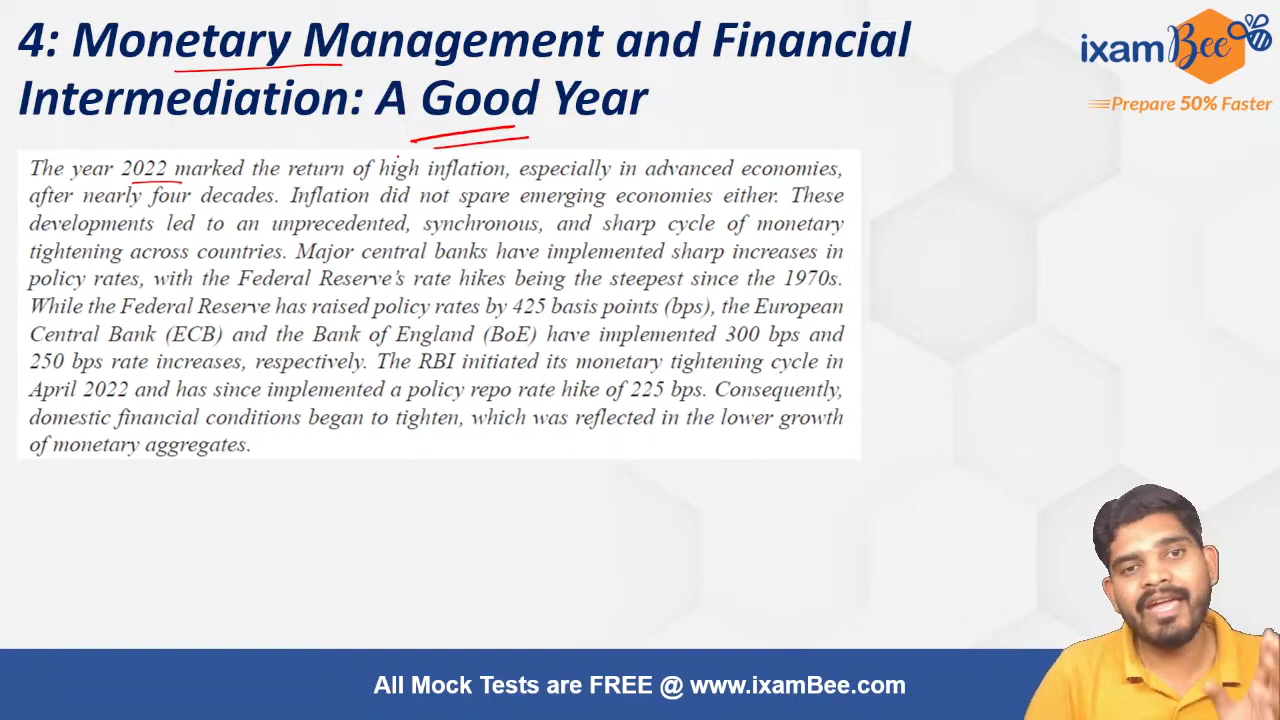 4: Monetary Management and Financial
Intermediation: A Good Year
ixamBee
Prepare 50% Faster
The year 2022 marked the return of high inflation, especially in advanced economies,
after nearly four decades. Inflation did not spare emerging economies either. These
developments led to an unprecedented, synchronous, and sharp cycle of monetary
tightening across countries. Major central banks have implemented sharp increases in
policy rates, with the Federal Reserve's rate hikes being the steepest since the 1970s.
While the Federal Reserve has raised policy rates by 425 basis points (bps), the European
Central Bank (ECB) and the Bank of England (BoE) have implemented 300 bps and
250 bps rate increases, respectively. The RBI initiated its monetary tightening cycle in
April 2022 and has since implemented a policy repo rate hike of 225 bps. Consequently,
domestic financial conditions began to tighten, which was reflected in the lower growth
of monetary aggregates.
All Mock Tests are FREE @ www.ixamBee.com